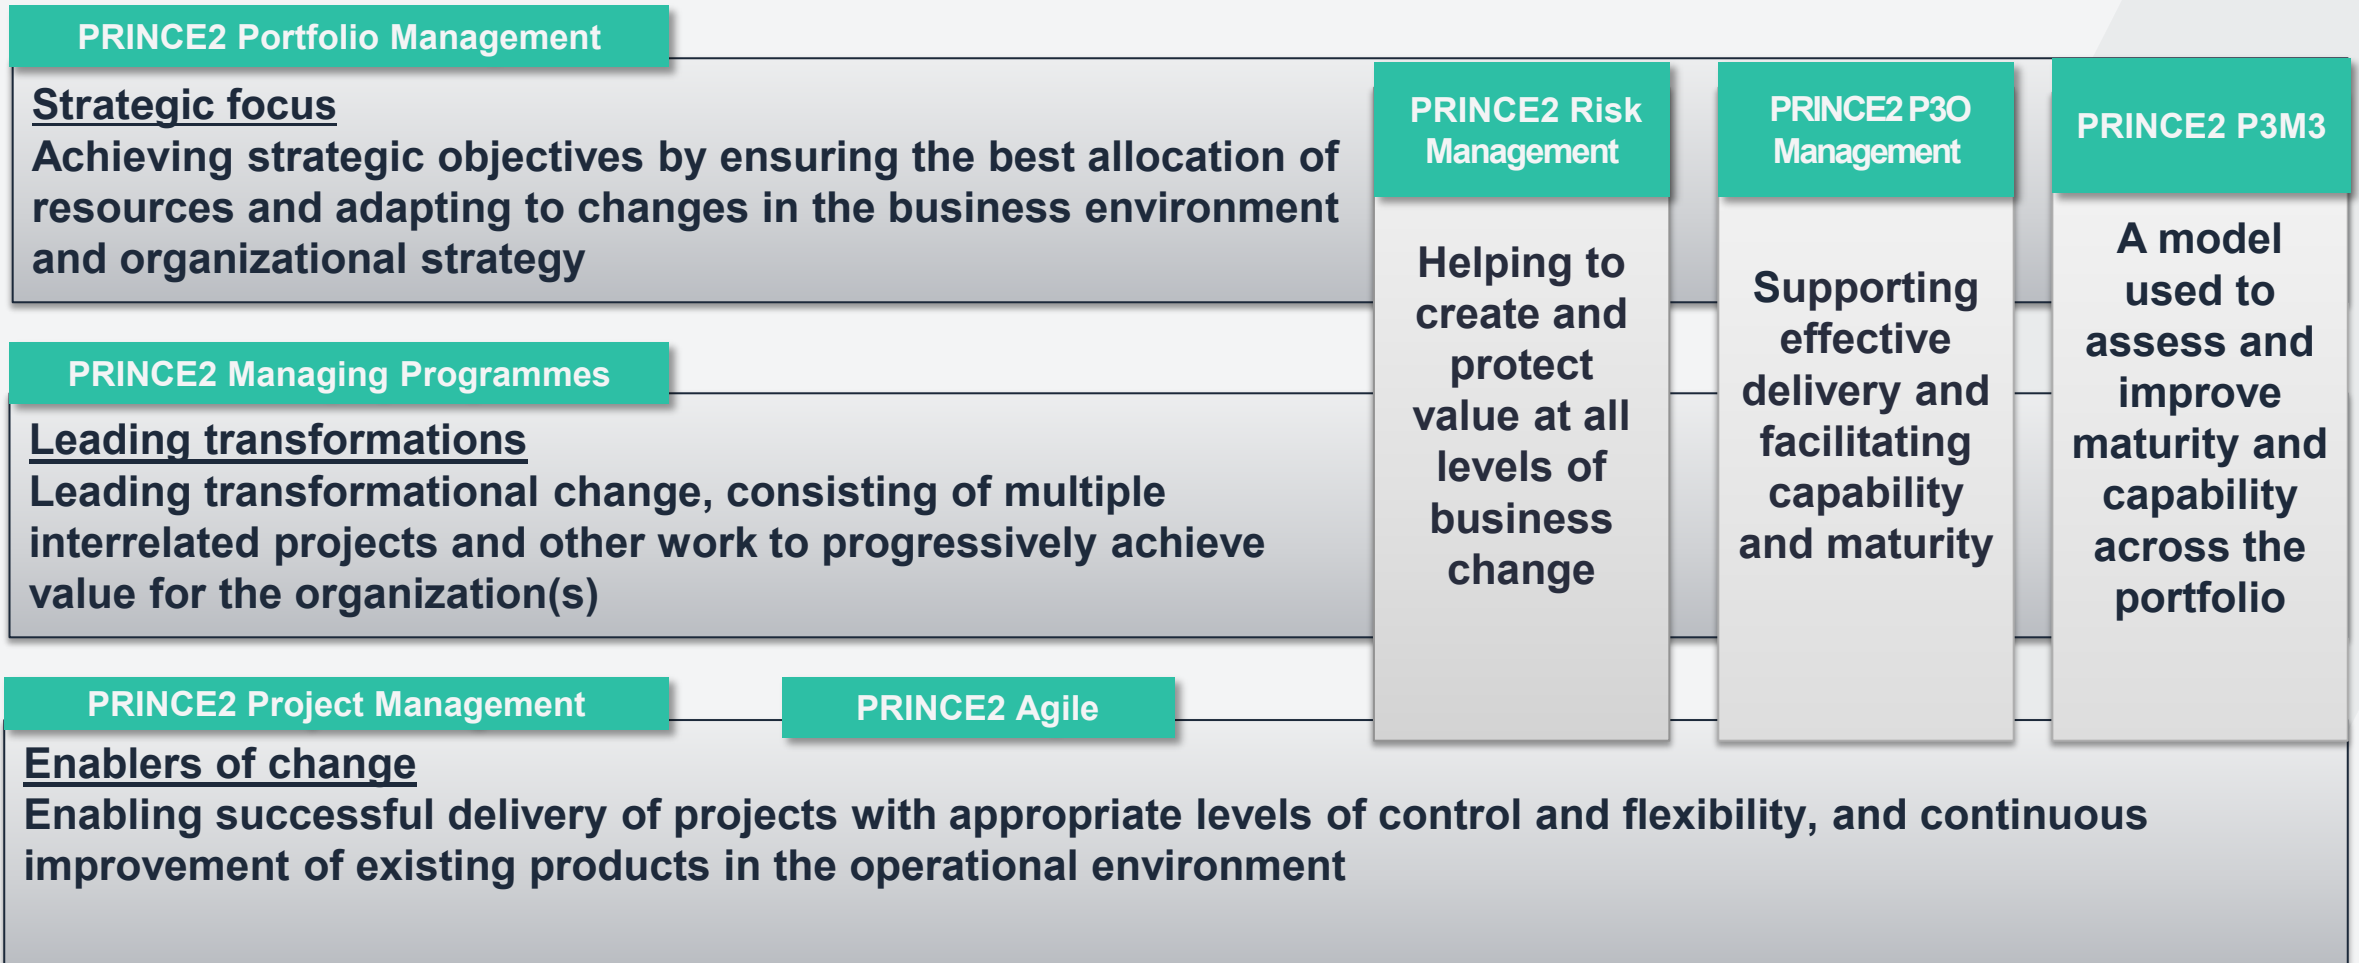 PRINCE2 Portfolio Management
Strategic focus
Achieving strategic objectives by ensuring the best allocation of
resources and adapting to changes in the business environment
and organizational strategy
PRINCE2 Managing Programmes
Leading transformations
Leading transformational change, consisting of multiple
interrelated projects and other work to progressively achieve
value for the organization(s)
PRINCE2 Risk
Management
Helping to
create and
protect
value at all
levels of
business
change
PRINCE2 P3O
Management
Supporting
effective
delivery and
facilitating
capability
and maturity
PRINCE2 P3M3
A model
used to
assess and
improve
maturity and
capability
across the
portfolio
PRINCE2 Project Management
PRINCE2 Agile
Enablers of change
Enabling successful delivery of projects with appropriate levels of control and flexibility, and continuous
improvement of existing products in the operational environment